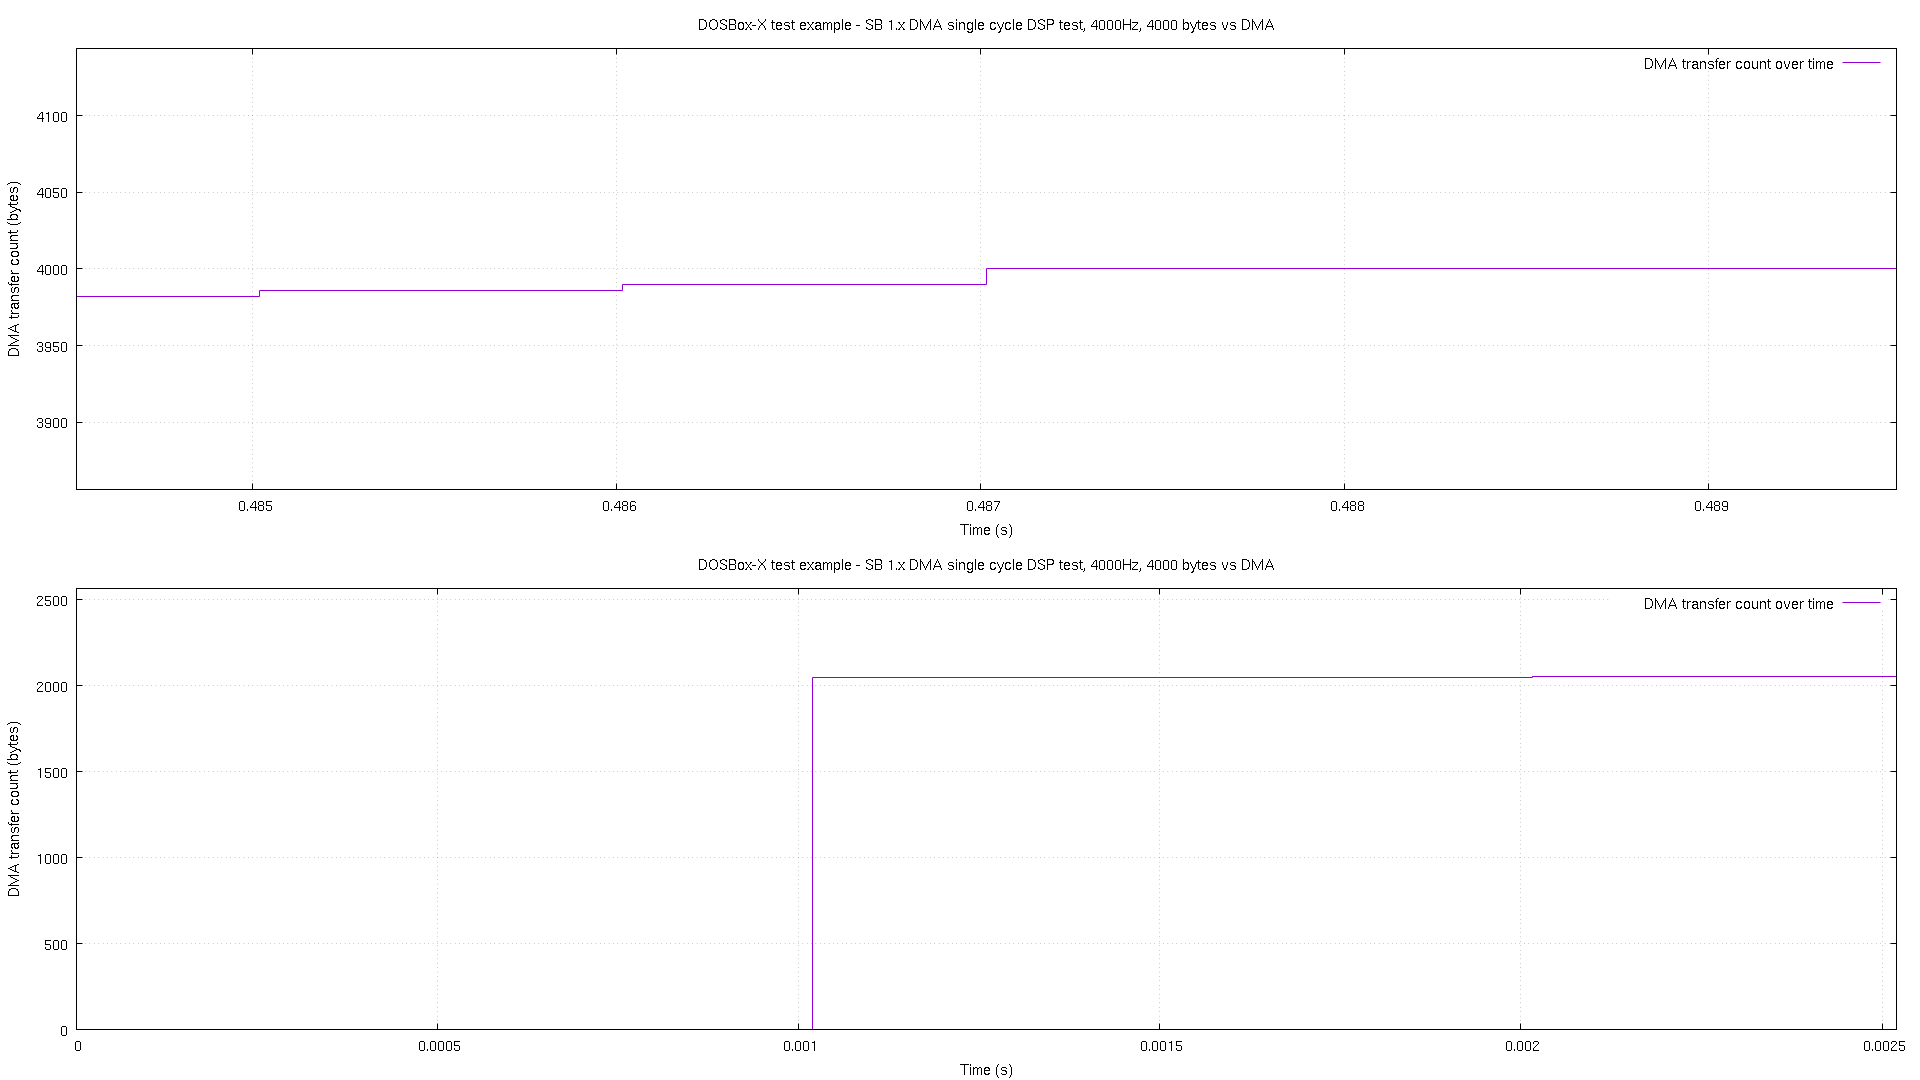 DOSBox-X test example - SB 1.x DMA single cycle DSP test, 4000Hz, 4000 bytes vs DMA
DMA transfer count over time
4100
4050
4000
3950
3900
DMA transfer count (bytes)
0.485 0.486 0.487 0.488 0.489
Time (s)
DOSBox-X test example - SB 1.x DMA single cycle DSP test, 4000Hz, 4000 bytes vs DMA
DMA transfer count over time
2500
2000
1500
1000
500
0
DMA transfer count (bytes)
0 0.0005 0.001 0.0015 0.002 0.0025
Time (s)